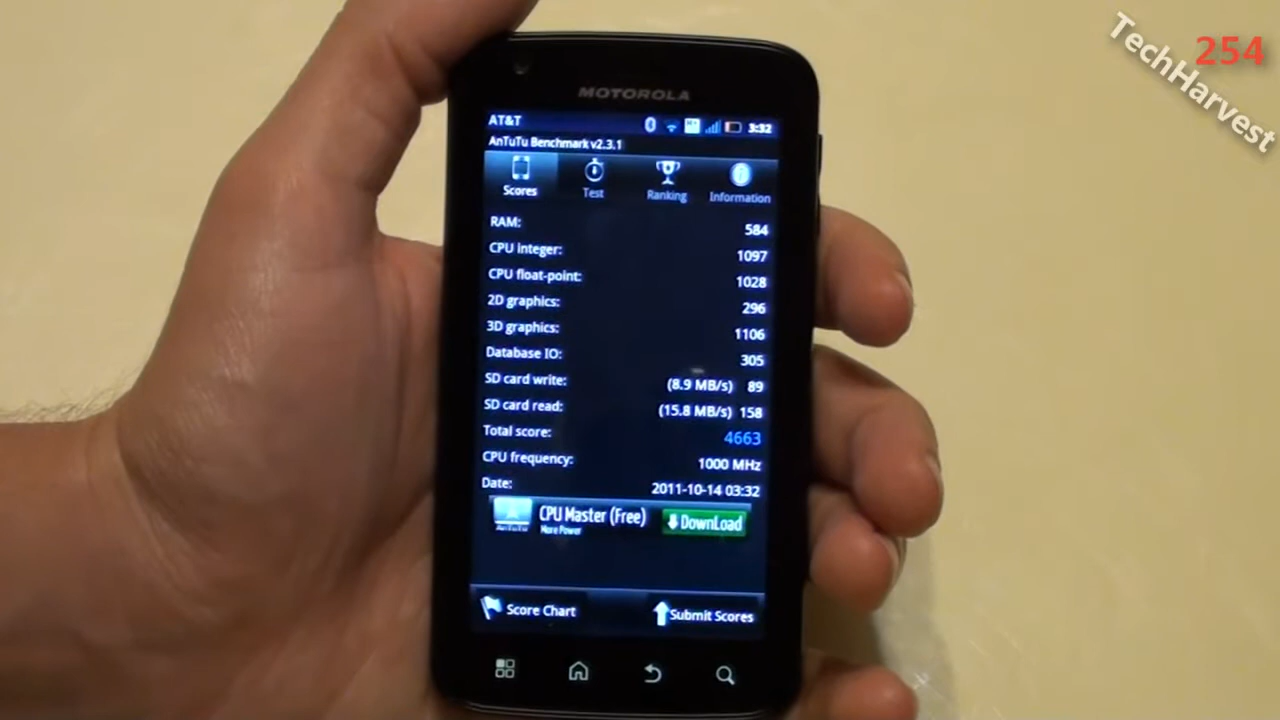 254
TechHarvest
MOTOROLA
AT&T 3:32
AnTuTu Benchmark v2.3.1
Scores Test Ranking Information
RAM: 584
CPU integer: 1097
CPU float-point: 1028
2D graphics: 296
3D graphics: 1106
Database IO: 305
SD card write: (8.9 MB/s) 89
SD card read: (15.8 MB/s) 158
Total score: 4663
CPU frequency: 1000 MHz
Date: 2011-10-14 03:32
CPU Master (Free)
More Power
AnTuTu
DownLoad
Score Chart Submit Scores